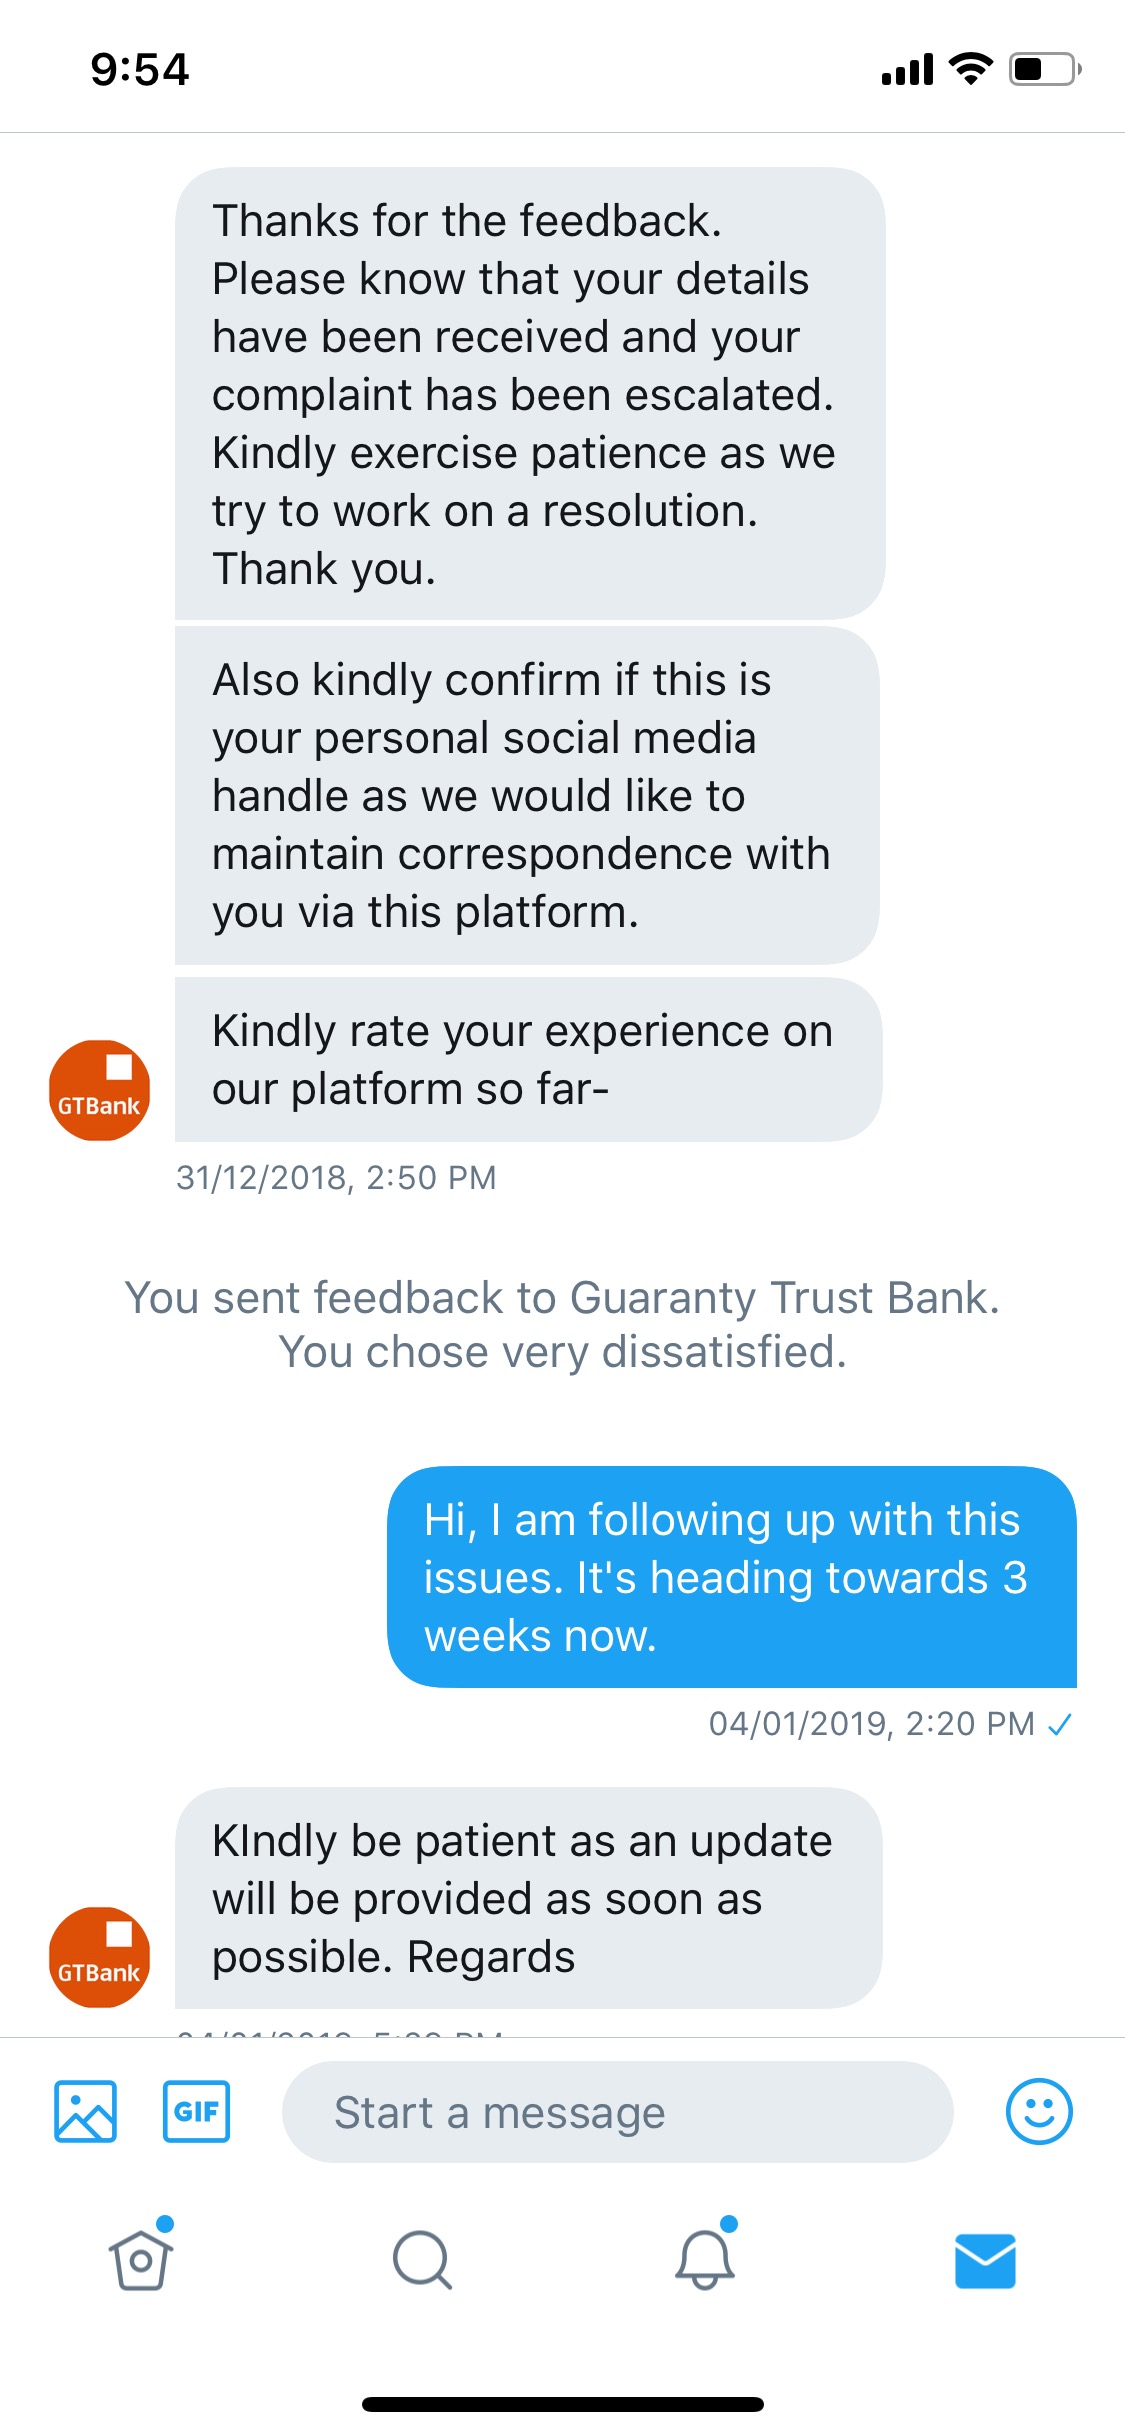 9:54
Thanks for the feedback.
Please know that your details
have been received and your
complaint has been escalated.
Kindly exercise patience as we
try to work on a resolution.
Thank you.
Also kindly confirm if this is
your personal social media
handle as we would like to
maintain correspondence with
you via this platform.
Kindly rate your experience on
our platform so far-
GTBank
31/12/2018, 2:50 PM
You sent feedback to Guaranty Trust Bank.
You chose very dissatisfied.
Hi, I am following up with this
issues. It's heading towards 3
weeks now.
04/01/2019, 2:20 PM
KIndly be patient as an update
will be provided as soon as
possible. Regards
GTBank
GIF
Start a message